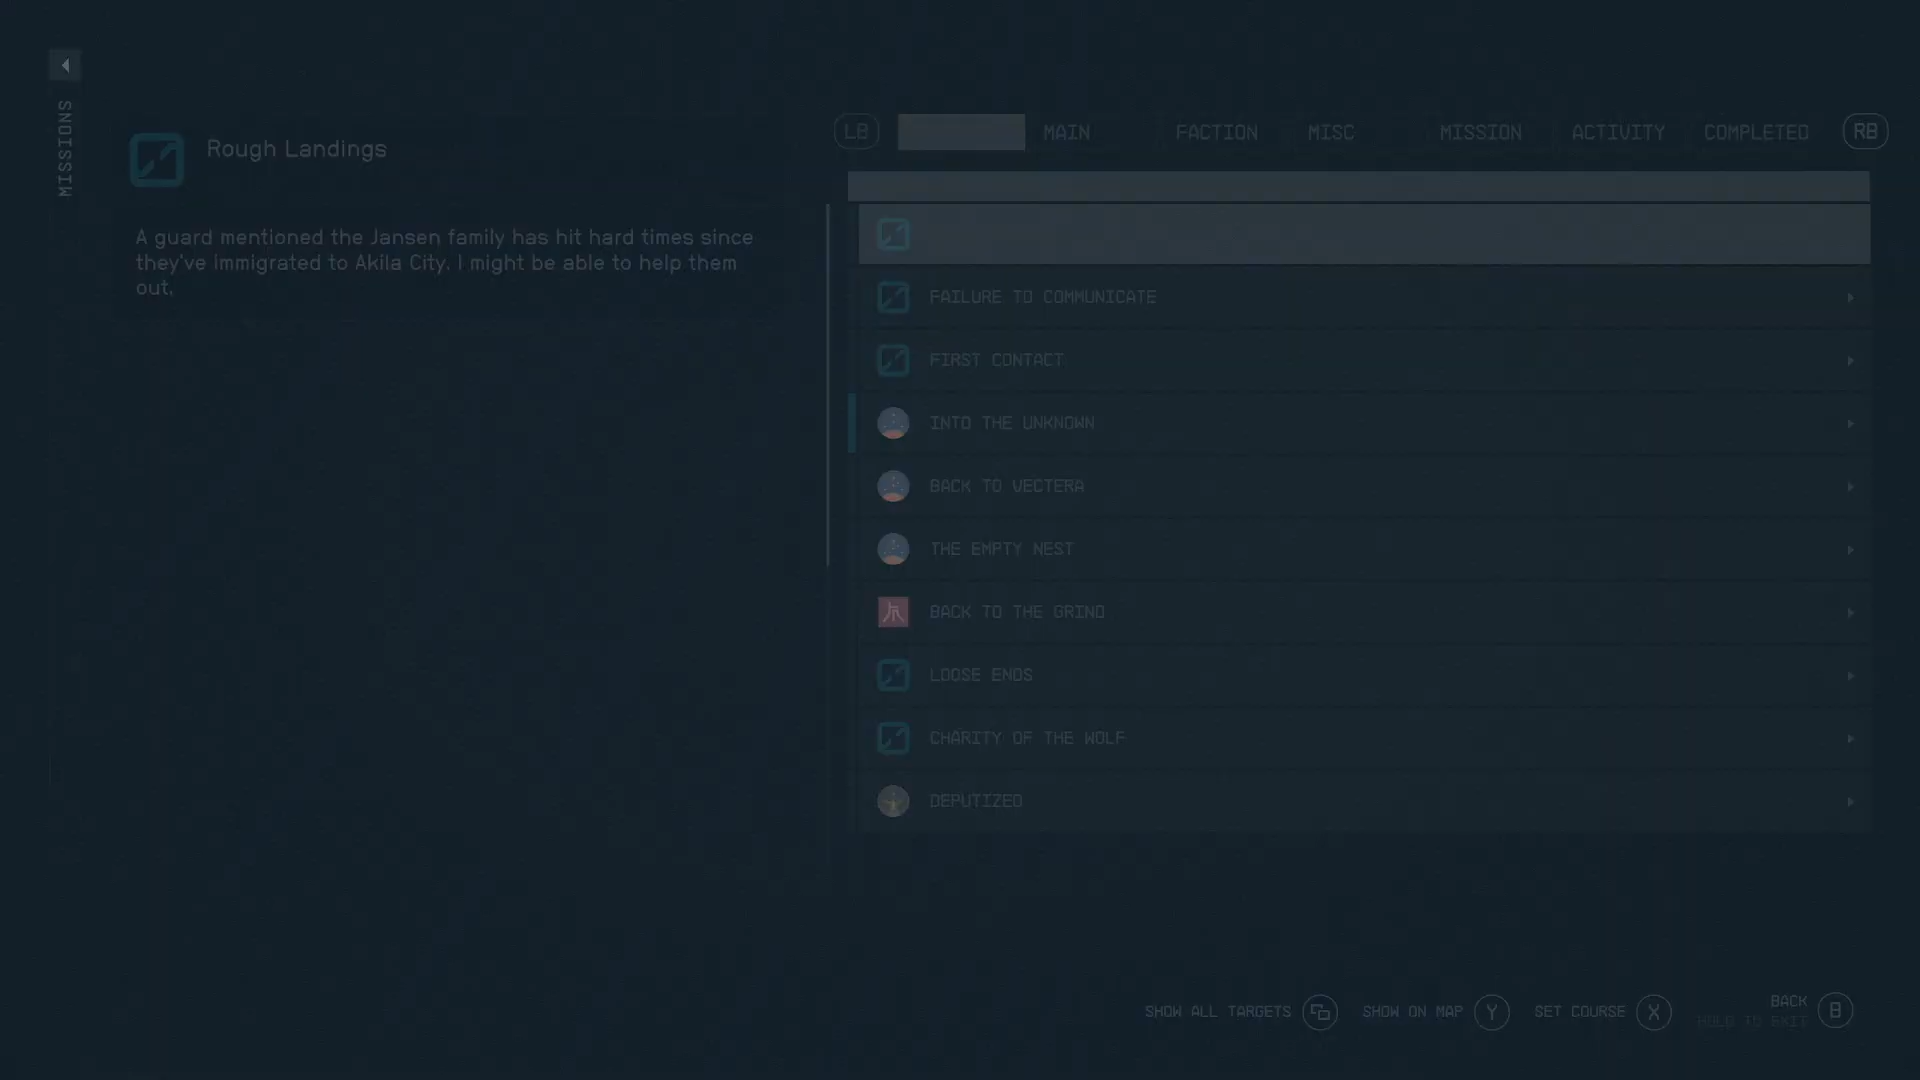 MISSIONS
Rough Landings
A guard mentioned the Jansen family has hit hard times since
they've immigrated to Akila City. I might be able to help them
out.
LB
MAIN
FACTION
MISC
MISSION
ACTIVITY
COMPLETED
RB
FAILURE TO COMMUNICATE
FIRST CONTACT
INTO THE UNKNOWN
BACK TO VECTERA
THE EMPTY NEST
BACK TO THE GRIND
LOOSE ENDS
CHARITY OF THE WOLF
DEPUTIZED
SHOW ALL TARGETS
SHOW ON MAP Y
SET COURSE X
BACK B
HOLD TO EXIT